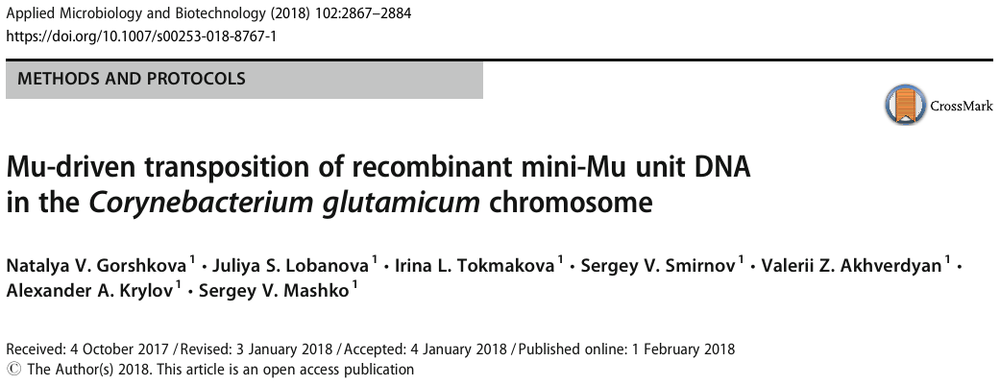 Applied Microbiology and Biotechnology (2018) 102:2867–2884
https://doi.org/10.1007/s00253-018-8767-1
METHODS AND PROTOCOLS
CrossMark
Mu-driven transposition of recombinant mini-Mu unit DNA
in the Corynebacterium glutamicum chromosome
Natalya V. Gorshkova 1 · Juliya S. Lobanova 1 · Irina L. Tokmakova 1 · Sergey V. Smirnov 1 · Valerii Z. Akhverdyan 1 ·
Alexander A. Krylov 1 · Sergey V. Mashko 1
Received: 4 October 2017 / Revised: 3 January 2018 / Accepted: 4 January 2018 / Published online: 1 February 2018
© The Author(s) 2018. This article is an open access publication